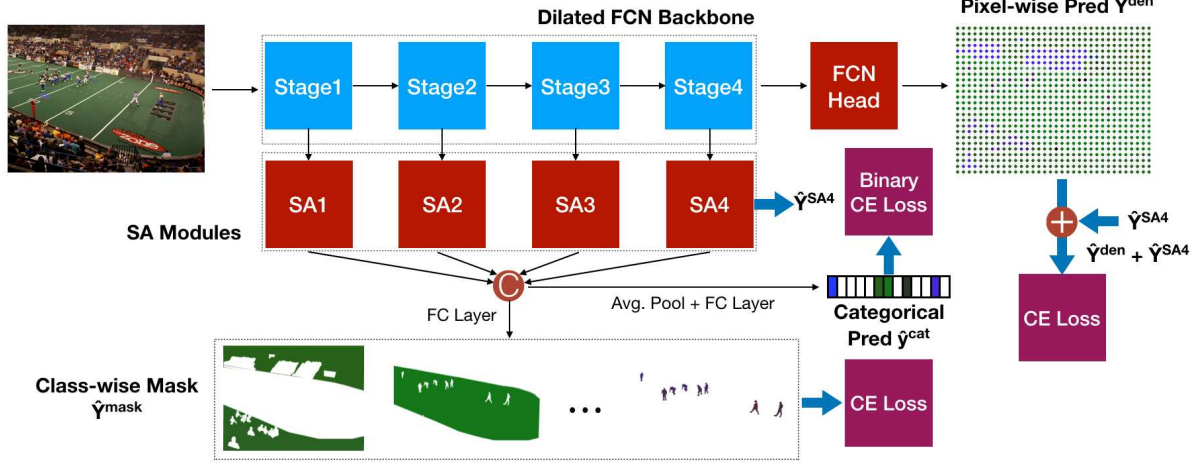 Dilated FCN Backbone
Pixel-wise Pred Ŷden
Stage1
Stage2
Stage3
Stage4
FCN
Head
SA1
SA2
SA3
SA4
ŶSA4
Binary
CE Loss
SA Modules
+
ŶSA4
Ŷden + ŶSA4
C
FC Layer
Avg. Pool + FC Layer
Categorical
Pred ŷcat
CE Loss
Class-wise Mask
Ŷmask
...
CE Loss